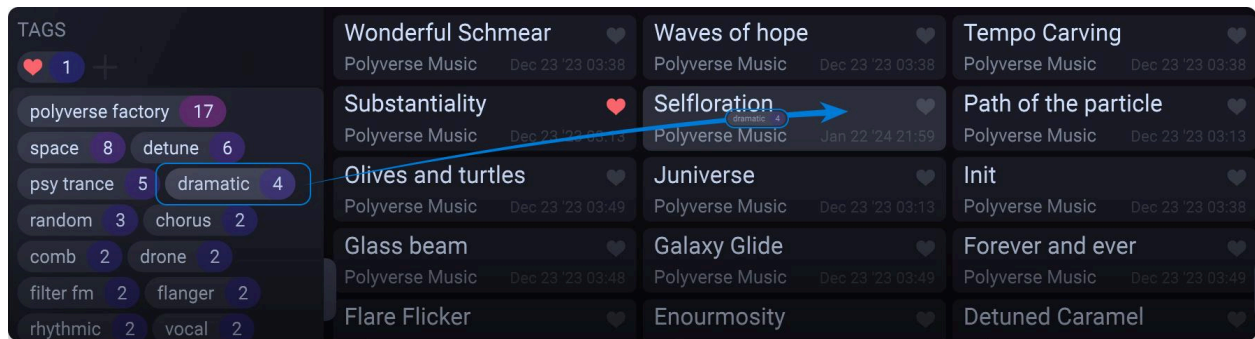 TAGS
1
polyverse factory 17
space 8 detune 6
psy trance 5 dramatic 4
random 3 chorus 2
comb 2 drone 2
filter fm 2 flanger 2
rhythmic 2 vocal 2
Wonderful Schmear Waves of hope Tempo Carving
Polyverse Music Dec 23 '23 03:38 Polyverse Music Dec 23 '23 03:38 Polyverse Music Dec 23 '23 03:38
Substantiality Selfloration Path of the particle
dramatic 4
Polyverse Music Dec 23 '23 03:13 Polyverse Music Jan 22 '24 21:59 Polyverse Music Dec 23 '23 03:13
Olives and turtles Juniverse Init
Polyverse Music Dec 23 '23 03:49 Polyverse Music Dec 23 '23 03:13 Polyverse Music Dec 23 '23 03:38
Glass beam Galaxy Glide Forever and ever
Polyverse Music Dec 23 '23 03:48 Polyverse Music Dec 23 '23 03:49 Polyverse Music Dec 23 '23 03:49
Flare Flicker Enourmosity Detuned Caramel